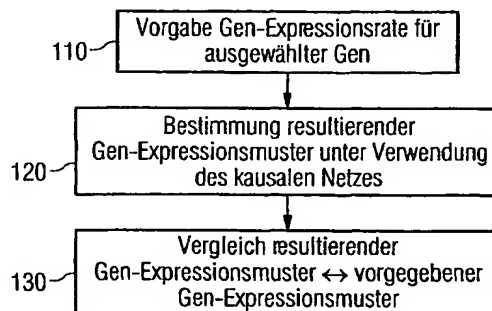 110
Vorgabe Gen-Expressionsrate für
ausgewählter Gen
120
Bestimmung resultierender
Gen-Expressionsmuster unter Verwendung
des kausalen Netzes
130
Vergleich resultierender
Gen-Expressionsmuster ↔ vorgegebener
Gen-Expressionsmuster